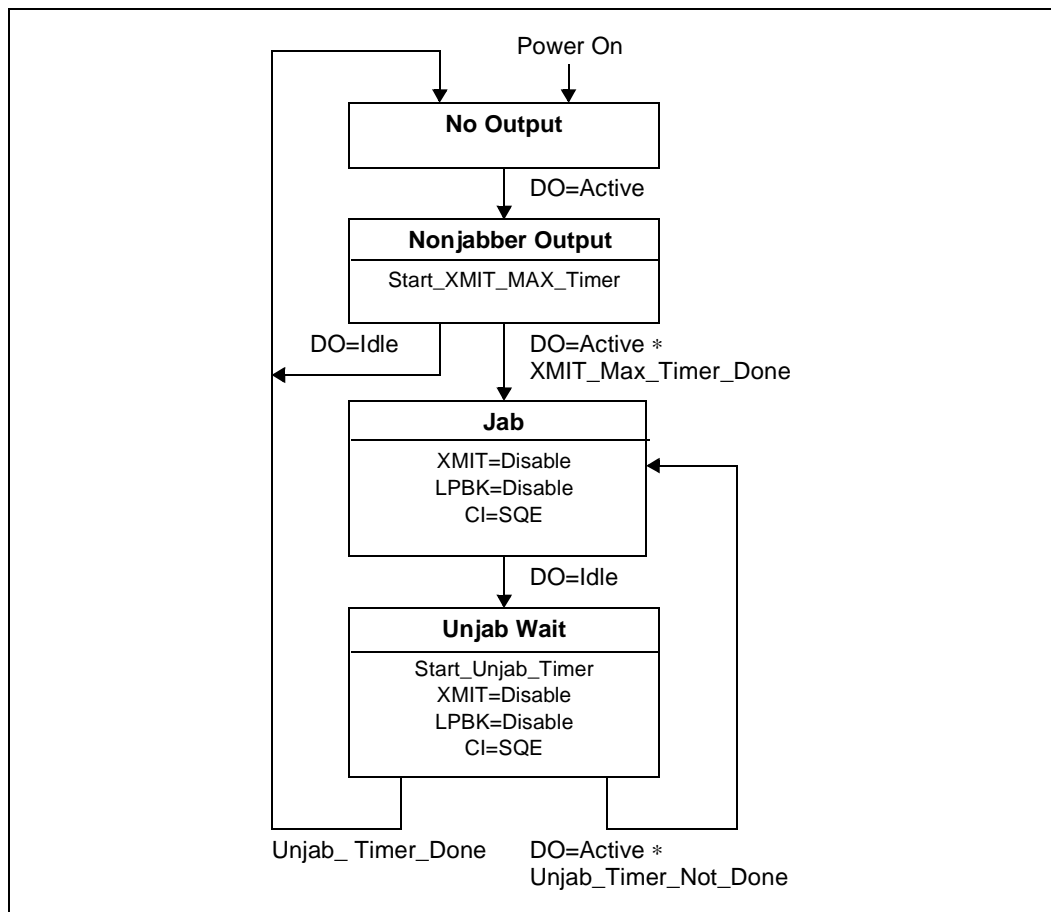 Power On
No Output
DO=Active
Nonjabber Output
Start_XMIT_MAX_Timer
DO=Idle
DO=Active *
XMIT_Max_Timer_Done
Jab
XMIT=Disable
LPBK=Disable
CI=SQE
DO=Idle
Unjab Wait
Start_Unjab_Timer
XMIT=Disable
LPBK=Disable
CI=SQE
Unjab_ Timer_Done
DO=Active *
Unjab_Timer_Not_Done